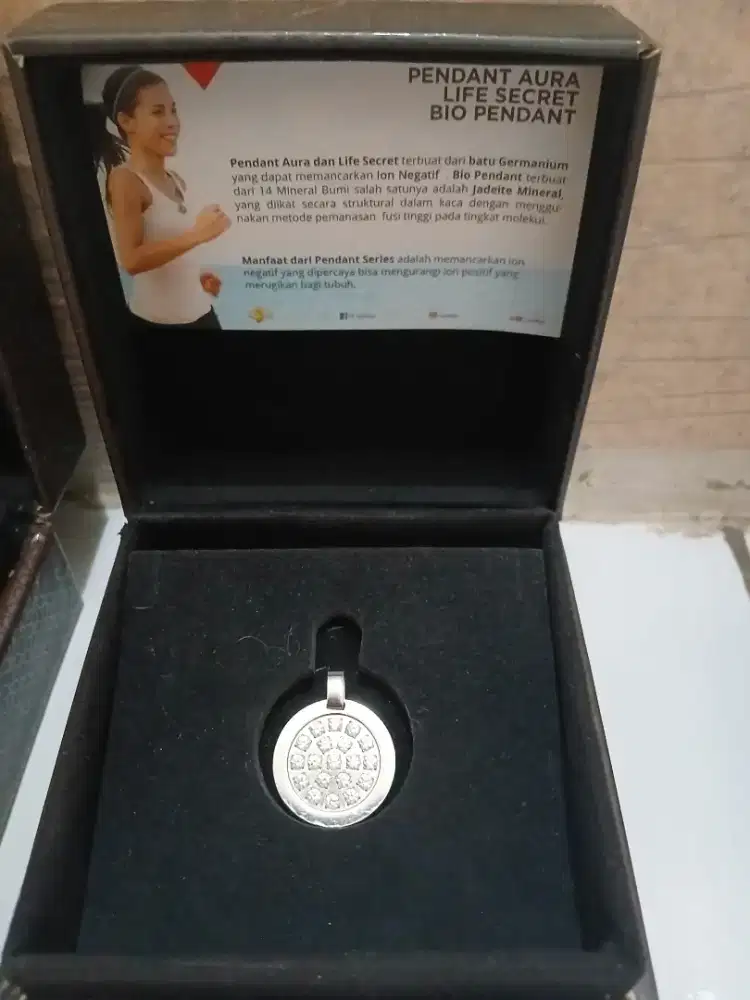 PENDANT AURA
LIFE SECRET
BIO PENDANT
Pendant Aura dan Life Secret terbuat dari batu Germanium
yang dapat memancarkan Ion Negatif Bio Pendant terbuat
dari 14 Mineral Bumi salah satunya adalah Jadeite Mineral,
yang diikat secara struktural dalam kaca dengan menggu-
nakan metode pemanasan fusi tinggi pada tingkat molekul.
Manfaat dari Pendant Series adalah memancarkan ion
negatif yang dipercaya bisa mengurangi ion positif yang
merugikan bagi tubuh.